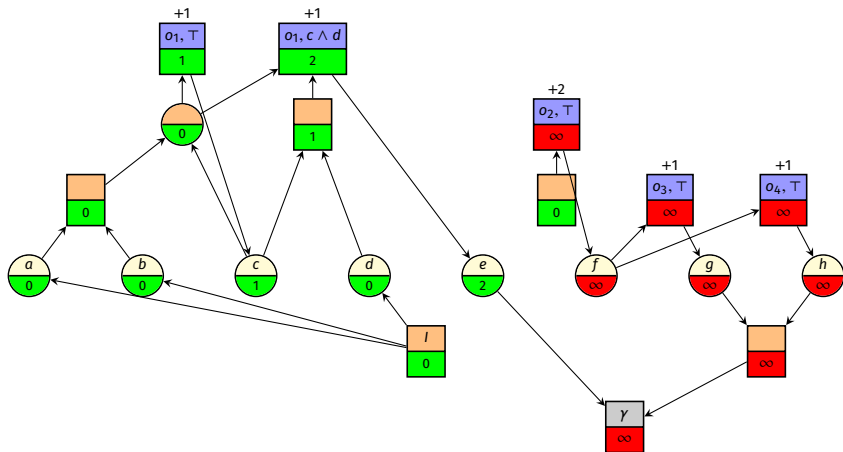 +1
+1
o₁, ⊤
o₁, c ∧ d
1
2
+2
o₂, ⊤
0
1
∞
+1
+1
o₃, ⊤
o₄, ⊤
0
0
∞
∞
a
b
c
d
e
f
g
h
0
0
1
0
2
∞
∞
∞
I
0
∞
γ
∞